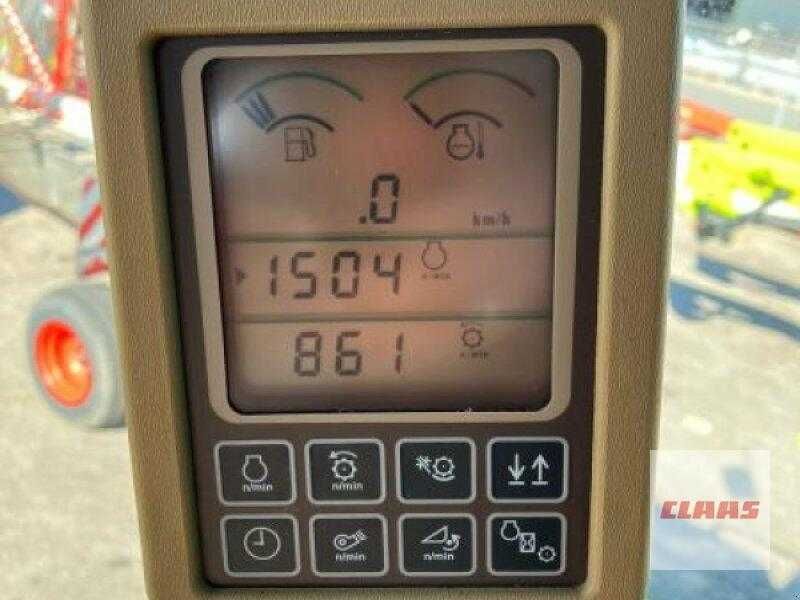 .0 km/h
1504 n/min
861 n/min
n/min n/min
n/min n/min
CLAAS